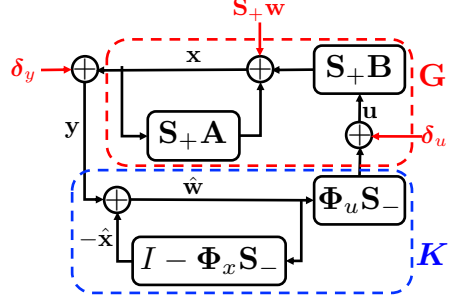 S₊w
x
S₊B
G
δ_y
S₊A
u
δ_u
y
ŵ
Φ_uS₋
−x̂
I − Φ_xS₋
K